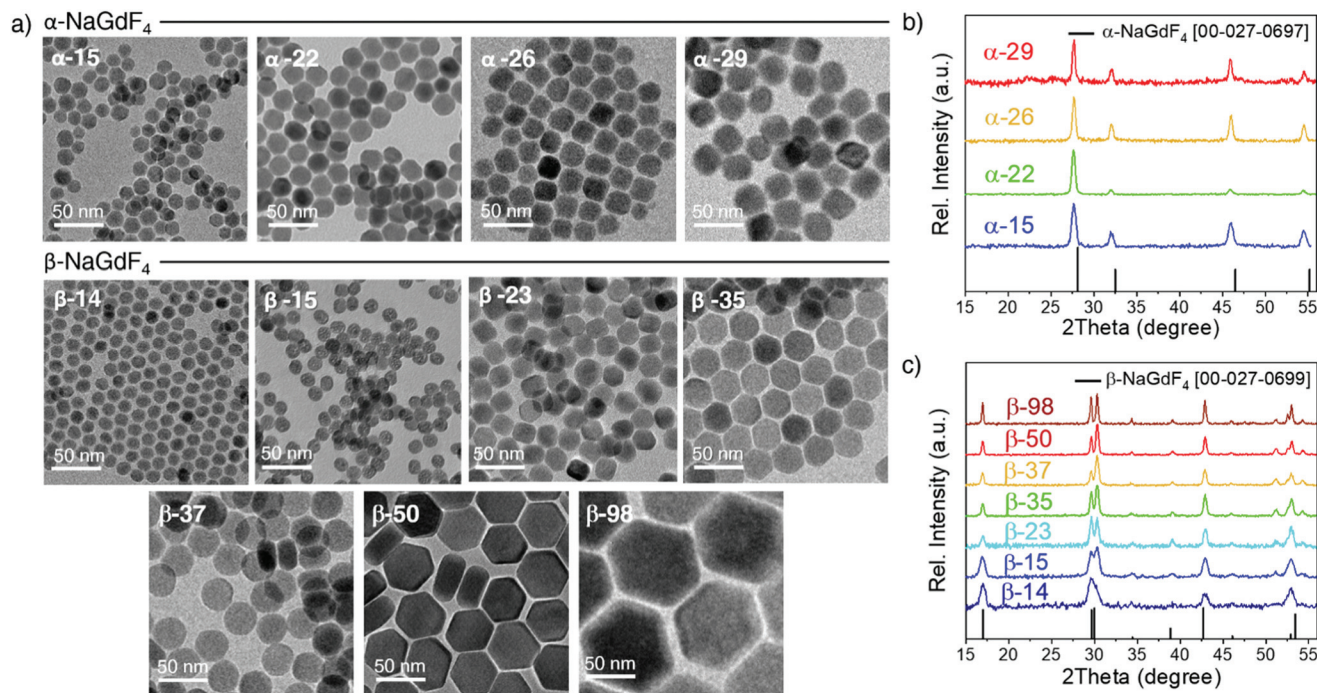 a)
α-NaGdF₄
α-15
50 nm
α-22
50 nm
α-26
50 nm
α-29
50 nm
β-NaGdF₄
β-14
50 nm
β-15
50 nm
β-23
50 nm
β-35
50 nm
β-37
50 nm
β-50
50 nm
β-98
50 nm
b)
α-NaGdF₄ [00-027-0697]
α-29
α-26
α-22
α-15
Rel. Intensity (a.u.)
15 20 25 30 35 40 45 50 55
2Theta (degree)
c)
β-NaGdF₄ [00-027-0699]
β-98
β-50
β-37
β-35
β-23
β-15
β-14
Rel. Intensity (a.u.)
15 20 25 30 35 40 45 50 55
2Theta (degree)